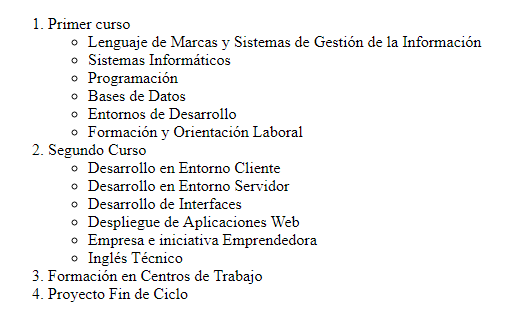 1. Primer curso
◦ Lenguaje de Marcas y Sistemas de Gestión de la Información
◦ Sistemas Informáticos
◦ Programación
◦ Bases de Datos
◦ Entornos de Desarrollo
◦ Formación y Orientación Laboral
2. Segundo Curso
◦ Desarrollo en Entorno Cliente
◦ Desarrollo en Entorno Servidor
◦ Desarrollo de Interfaces
◦ Despliegue de Aplicaciones Web
◦ Empresa e iniciativa Emprendedora
◦ Inglés Técnico
3. Formación en Centros de Trabajo
4. Proyecto Fin de Ciclo